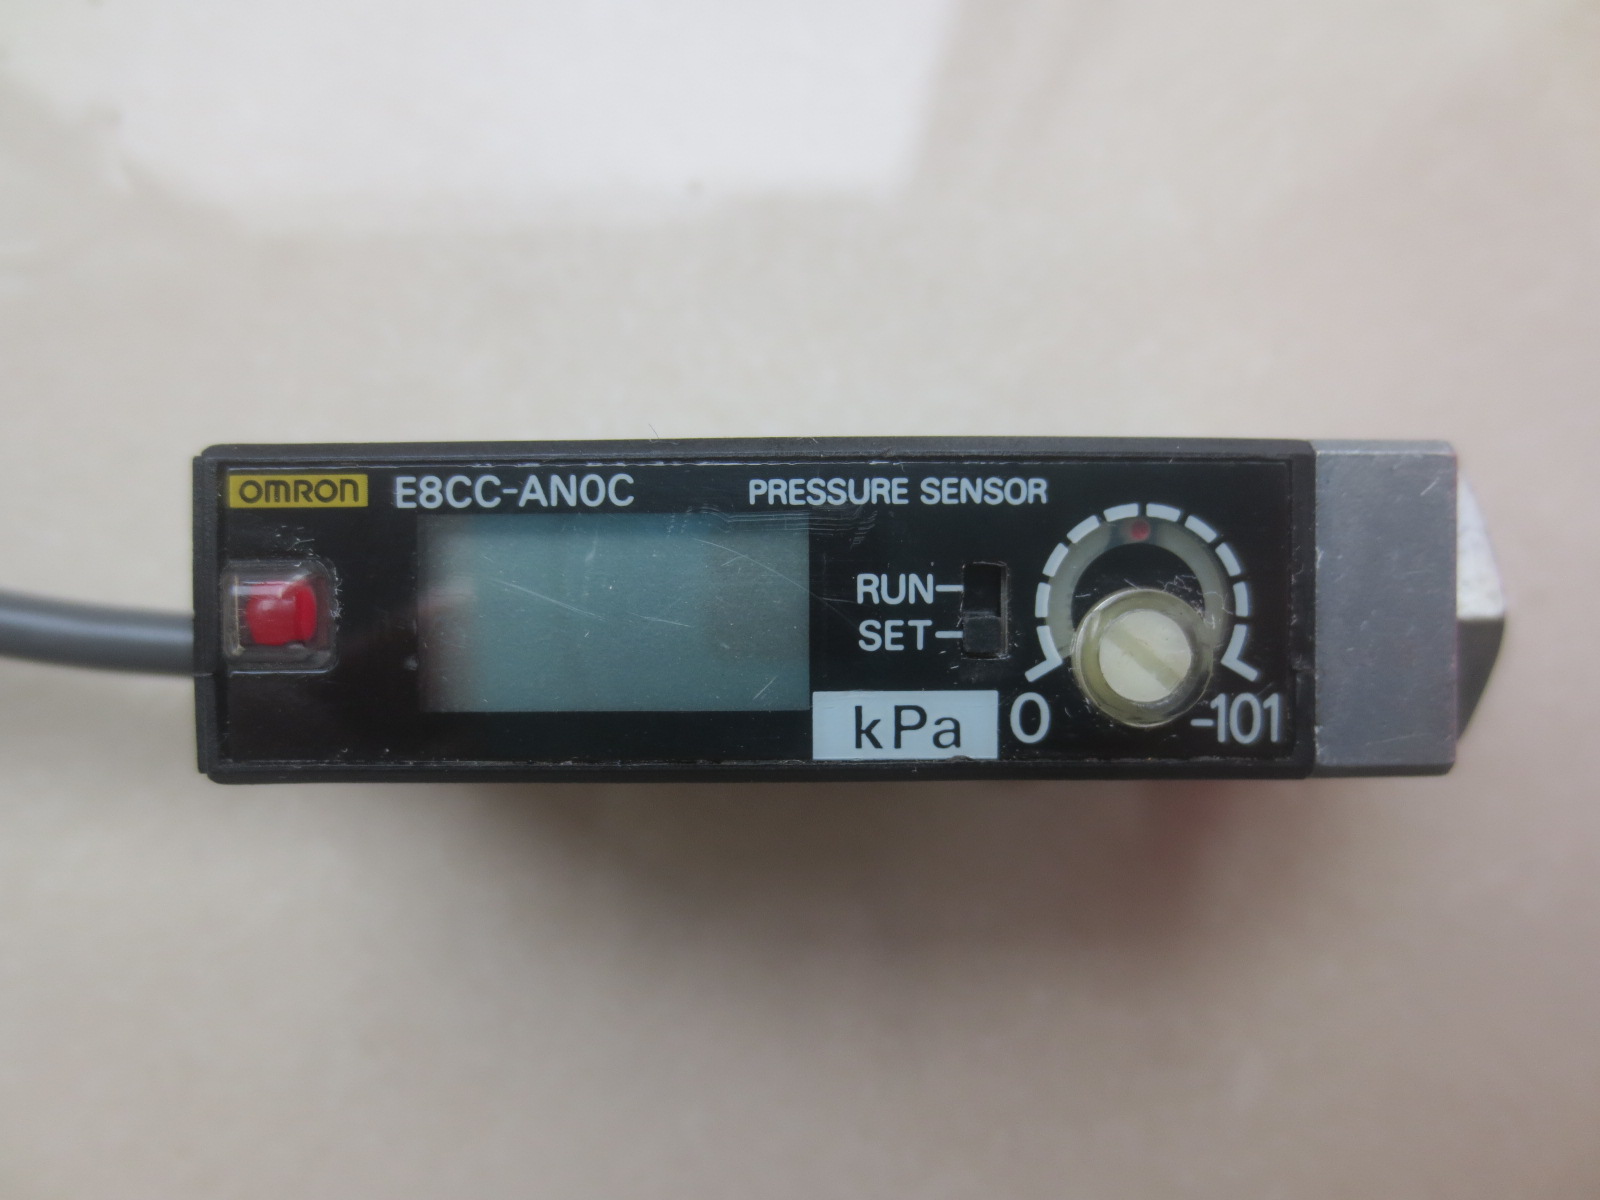 OMRON E8CC-AN0C PRESSURE SENSOR
RUN
SET
kPa 0 -101